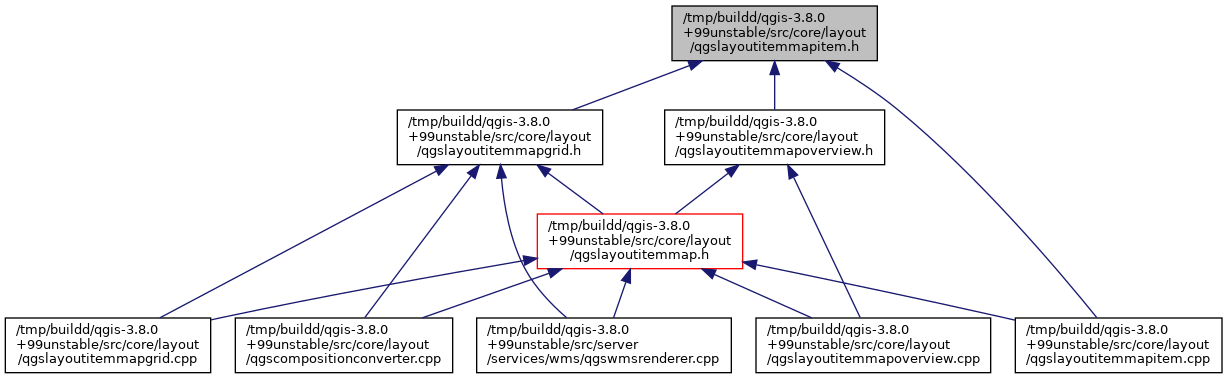 /tmp/buildd/qgis-3.8.0
+99unstable/src/core/layout
/qgslayoutitemmapitem.h
/tmp/buildd/qgis-3.8.0
+99unstable/src/core/layout
/qgslayoutitemmapgrid.h
/tmp/buildd/qgis-3.8.0
+99unstable/src/core/layout
/qgslayoutitemmapoverview.h
/tmp/buildd/qgis-3.8.0
+99unstable/src/core/layout
/qgslayoutitemmap.h
/tmp/buildd/qgis-3.8.0
+99unstable/src/core/layout
/qgslayoutitemmapgrid.cpp
/tmp/buildd/qgis-3.8.0
+99unstable/src/core/layout
/qgscompositionconverter.cpp
/tmp/buildd/qgis-3.8.0
+99unstable/src/server
/services/wms/qgswmsrenderer.cpp
/tmp/buildd/qgis-3.8.0
+99unstable/src/core/layout
/qgslayoutitemmapoverview.cpp
/tmp/buildd/qgis-3.8.0
+99unstable/src/core/layout
/qgslayoutitemmapitem.cpp